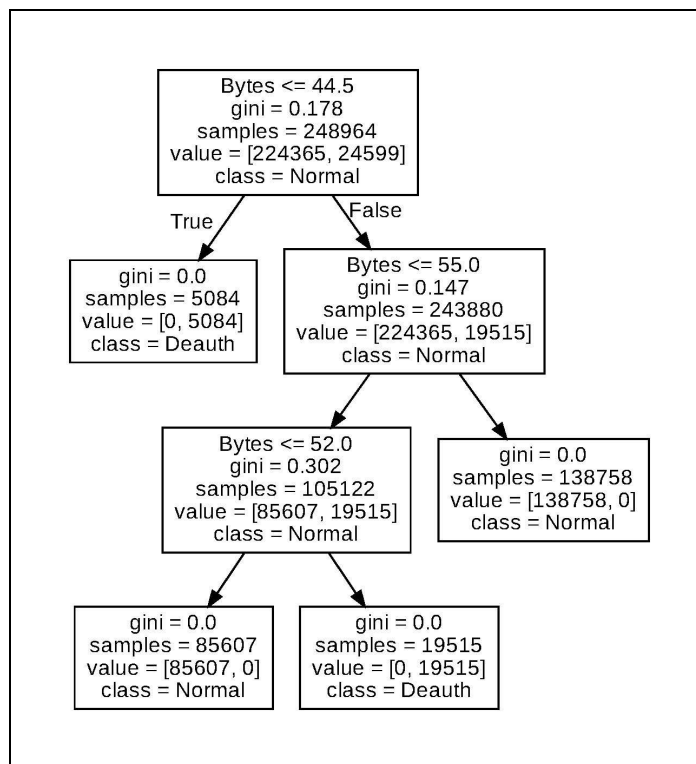 Bytes <= 44.5
gini = 0.178
samples = 248964
value = [224365, 24599]
class = Normal
True
False
gini = 0.0
samples = 5084
value = [0, 5084]
class = Deauth
Bytes <= 55.0
gini = 0.147
samples = 243880
value = [224365, 19515]
class = Normal
Bytes <= 52.0
gini = 0.302
samples = 105122
value = [85607, 19515]
class = Normal
gini = 0.0
samples = 138758
value = [138758, 0]
class = Normal
gini = 0.0
samples = 85607
value = [85607, 0]
class = Normal
gini = 0.0
samples = 19515
value = [0, 19515]
class = Deauth